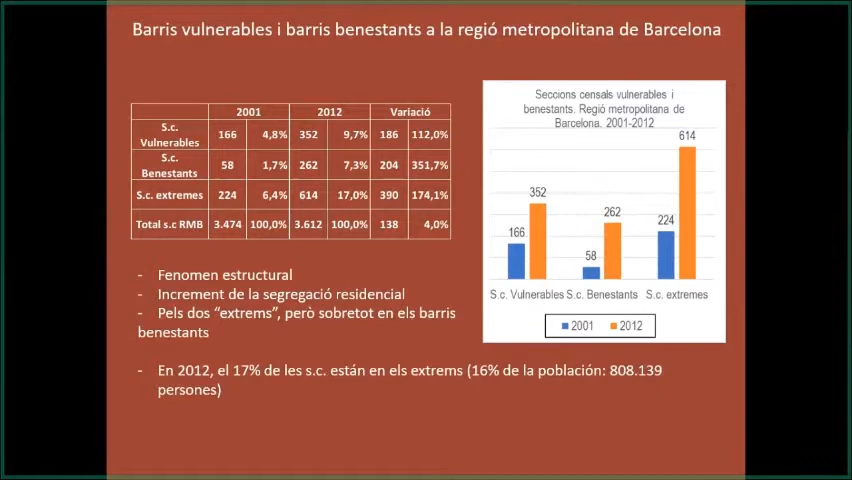 Barris vulnerables i barris benestants a la regió metropolitana de Barcelona
2001 2012 Variació
S.c. Vulnerables 166 4,8% 352 9,7% 186 112,0%
S.c. Benestants 58 1,7% 262 7,3% 204 351,7%
S.c. extremes 224 6,4% 614 17,0% 390 174,1%
Total s.c RMB 3.474 100,0% 3.612 100,0% 138 4,0%
Seccions censals vulnerables i
benestants. Regió metropolitana de
Barcelona. 2001-2012
614
352
262
224
166
58
S.c. Vulnerables S.c. Benestants S.c. extremes
2001 2012
- Fenomen estructural
- Increment de la segregació residencial
- Pels dos “extrems”, però sobretot en els barris
benestants
- En 2012, el 17% de les s.c. están en els extrems (16% de la población: 808.139
persones)